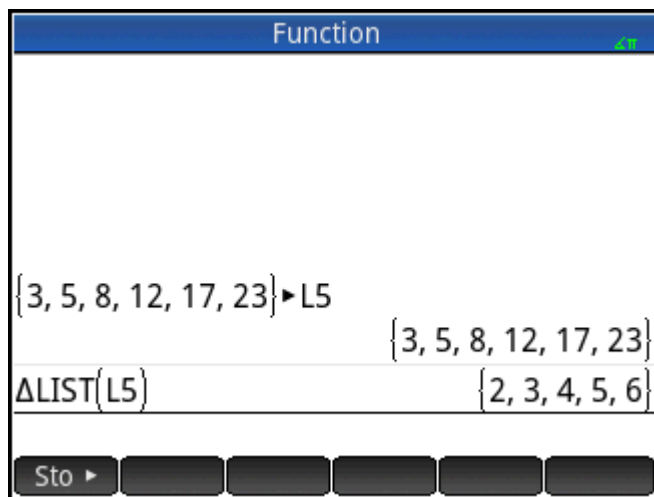 Function
∡π
{3, 5, 8, 12, 17, 23}►L5
{3, 5, 8, 12, 17, 23}
ΔLIST(L5) {2, 3, 4, 5, 6}
Sto ►